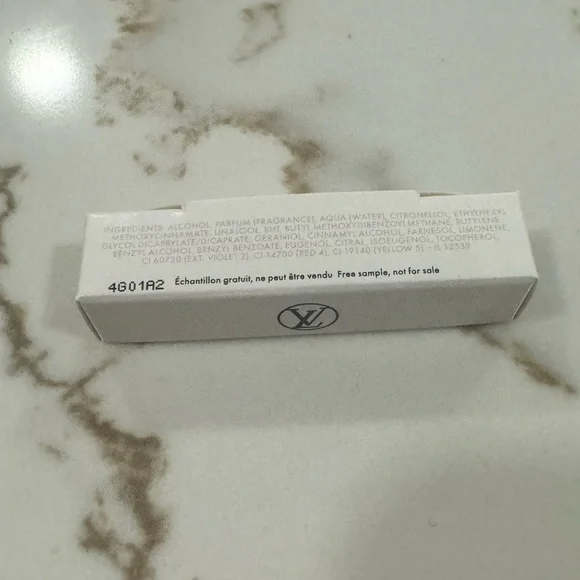 INGREDIENTS: ALCOHOL, PARFUM (FRAGRANCE), AQUA (WATER), CITRONELLOL, ETHYLHEXYL
METHOXYCINNAMATE, LINALOOL, BHT, BUTYL METHOXYDIBENZOYLMETHANE, BUTYLENE
GLYCOL DICAPRYLATE/DICAPRATE, GERANIOL, CINNAMYL ALCOHOL, FARNESOL, LIMONENE,
BENZYL ALCOHOL, BENZYL BENZOATE, EUGENOL, CITRAL, ISOEUGENOL, TOCOPHEROL,
CI 60730 (EXT. VIOLET 2), CI 14700 (RED 4), CI 19140 (YELLOW 5) - IL 12539
4G01A2 Échantillon gratuit, ne peut être vendu Free sample, not for sale
LV